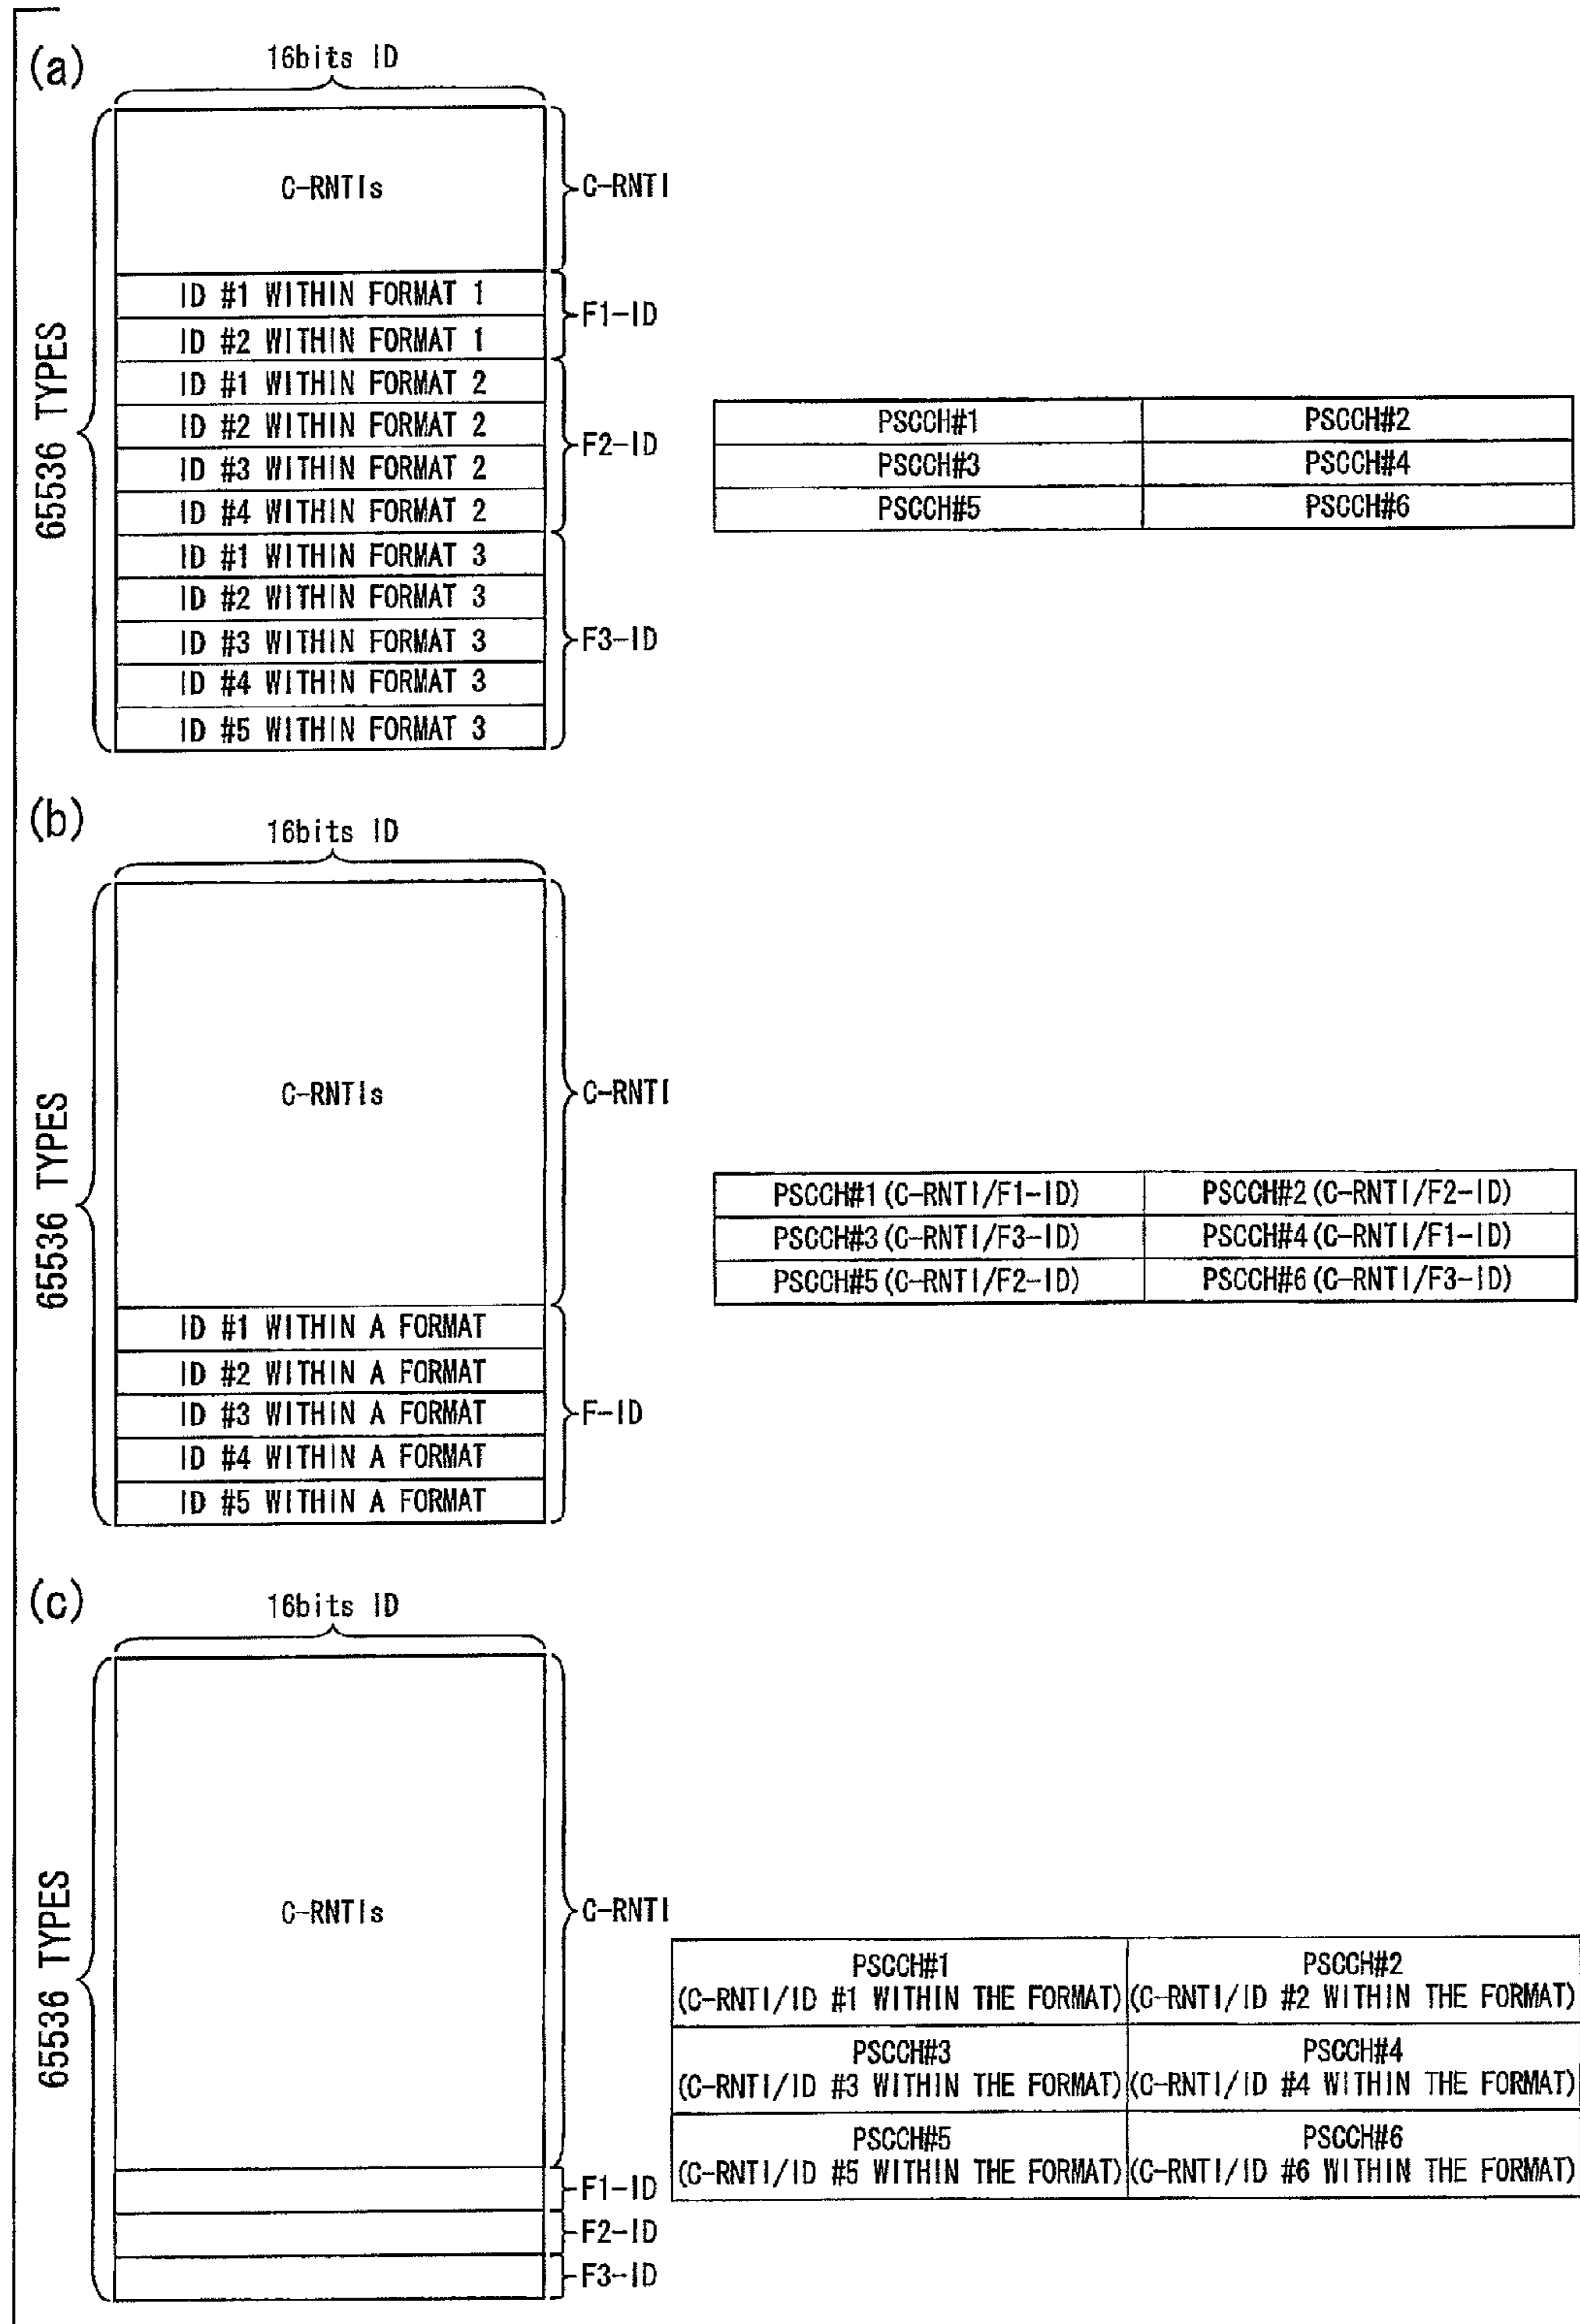 (a)
16bits ID
65536 TYPES
C-RNTIs
C-RNTI
ID #1 WITHIN FORMAT 1
ID #2 WITHIN FORMAT 1
F1-ID
ID #1 WITHIN FORMAT 2
ID #2 WITHIN FORMAT 2
ID #3 WITHIN FORMAT 2
ID #4 WITHIN FORMAT 2
F2-ID
ID #1 WITHIN FORMAT 3
ID #2 WITHIN FORMAT 3
ID #3 WITHIN FORMAT 3
ID #4 WITHIN FORMAT 3
ID #5 WITHIN FORMAT 3
F3-ID
PSCCH#1 PSCCH#2
PSCCH#3 PSCCH#4
PSCCH#5 PSCCH#6
(b)
16bits ID
65536 TYPES
C-RNTIs
C-RNTI
ID #1 WITHIN A FORMAT
ID #2 WITHIN A FORMAT
ID #3 WITHIN A FORMAT
ID #4 WITHIN A FORMAT
ID #5 WITHIN A FORMAT
F-ID
PSCCH#1(C-RNTI/F1-ID) PSCCH#2(C-RNTI/F2-ID)
PSCCH#3(C-RNTI/F3-ID) PSCCH#4(C-RNTI/F1-ID)
PSCCH#5(C-RNTI/F2-ID) PSCCH#6(C-RNTI/F3-ID)
(c)
16bits ID
65536 TYPES
C-RNTIs
C-RNTI
F1-ID
F2-ID
F3-ID
PSCCH#1 PSCCH#2
(C-RNTI/ID #1 WITHIN THE FORMAT) (C-RNTI/ID #2 WITHIN THE FORMAT)
PSCCH#3 PSCCH#4
(C-RNTI/ID #3 WITHIN THE FORMAT) (C-RNTI/ID #4 WITHIN THE FORMAT)
PSCCH#5 PSCCH#6
(C-RNTI/ID #5 WITHIN THE FORMAT) (C-RNTI/ID #6 WITHIN THE FORMAT)